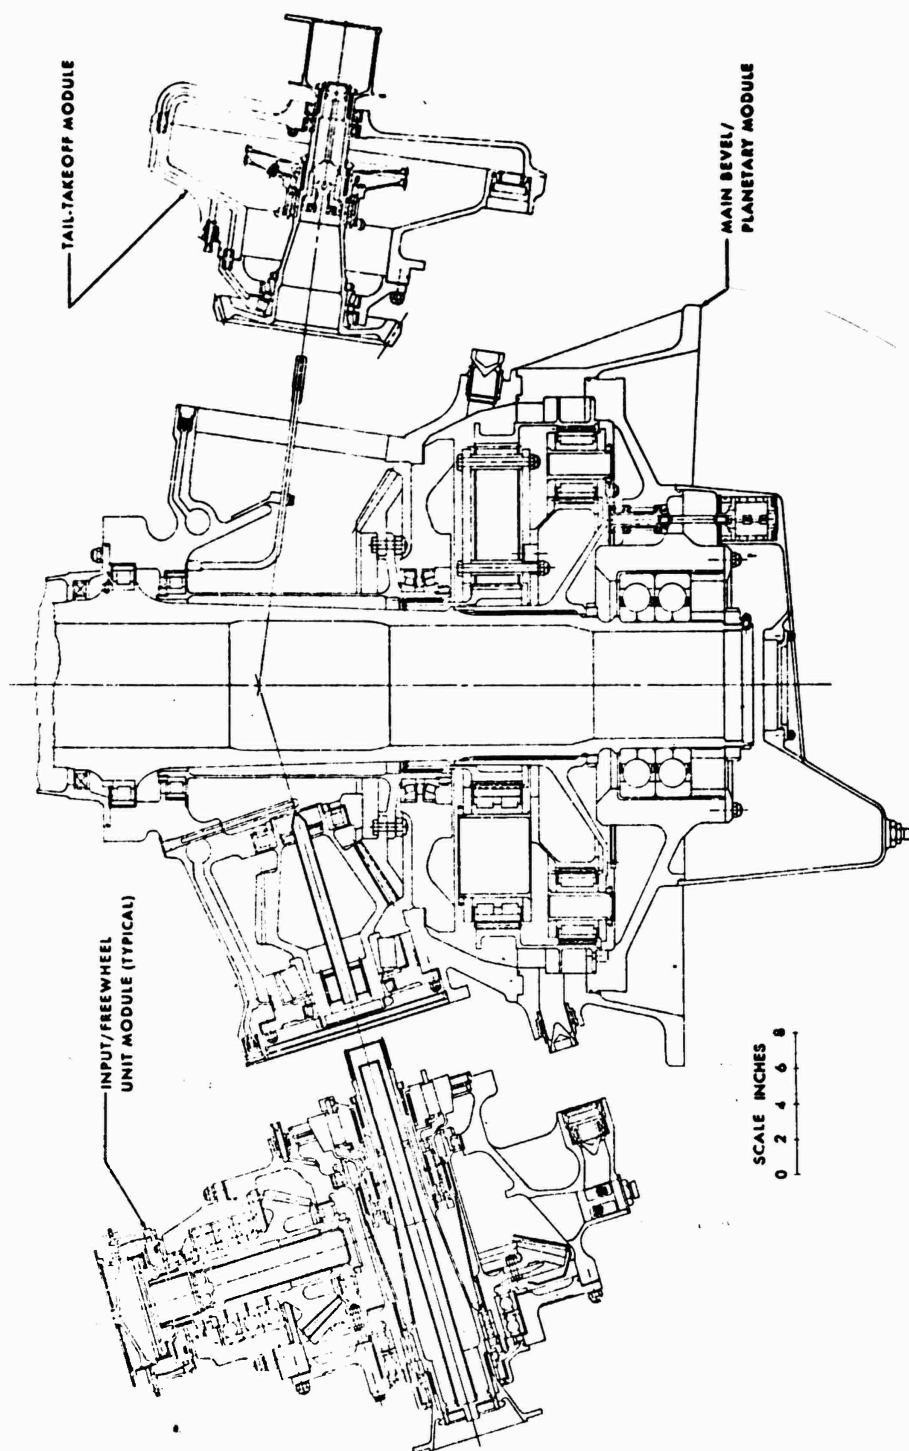 TAIL-TAKEOFF MODULE
MAIN BEVEL/
PLANETARY MODULE
INPUT/FREEWHEEL
UNIT MODULE (TYPICAL)
SCALE INCHES
0 2 4 6 8